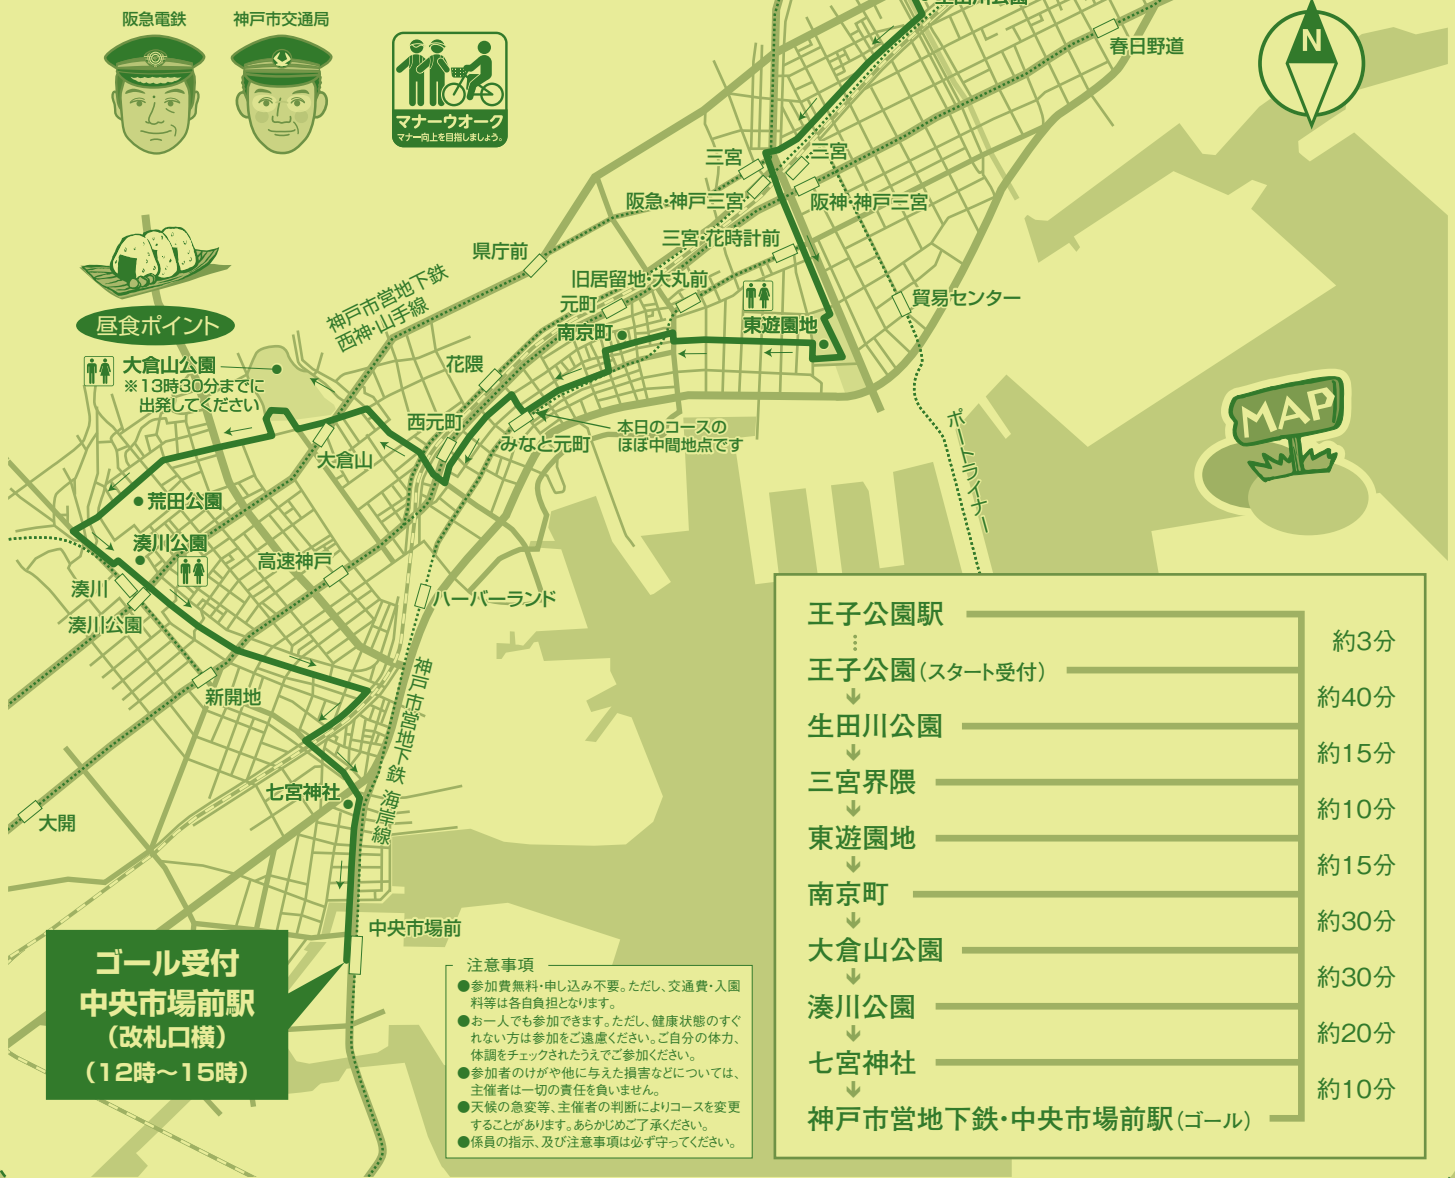 阪急電鉄
神戸市交通局
マナーウオーク
マナー向上を目指しましょう。
生田川公園
春日野道
N
三宮
三宮
阪急・神戸三宮
阪神・神戸三宮
三宮・花時計前
県庁前
旧居留地・大丸前
元町
南京町
東遊園地
貿易センター
神戸市営地下鉄
西神・山手線
昼食ポイント
大倉山公園
※13時30分までに
出発してください
花隈
西元町
みなと元町
本日のコースの
ほぼ中間地点です
大倉山
ポートライナー
MAP
荒田公園
湊川公園
高速神戸
湊川
湊川公園
ハーバーランド
新開地
神戸市営地下鉄 海岸線
七宮神社
大開
中央市場前
ゴール受付
中央市場前駅
(改札口横)
(12時〜15時)
注意事項
●参加費無料・申し込み不要。ただし、交通費・入園
料等は各自負担となります。
●お一人でも参加できます。ただし、健康状態のすぐ
れない方は参加をご遠慮ください。ご自分の体力、
体調をチェックされたうえでご参加ください。
●参加者のけがや他に与えた損害などについては、
主催者は一切の責任を負いません。
●天候の急変等、主催者の判断によりコースを変更
することがあります。あらかじめご了承ください。
●係員の指示、及び注意事項は必ず守ってください。
王子公園駅
約3分
王子公園(スタート受付)
約40分
生田川公園
約15分
三宮界隈
約10分
東遊園地
約15分
南京町
約30分
大倉山公園
約30分
湊川公園
約20分
七宮神社
約10分
神戸市営地下鉄・中央市場前駅(ゴール)